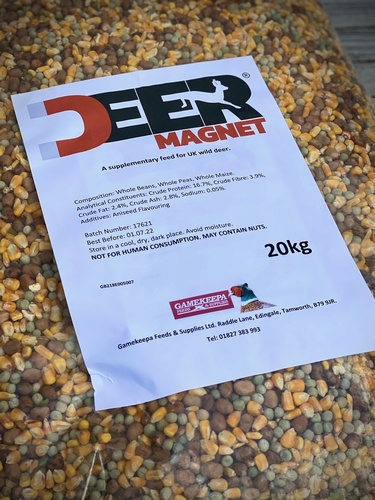 DEER®
MAGNET
A supplementary feed for UK wild deer.
Composition: Whole Beans, Whole Peas, Whole Maize.
Analytical Constituents: Crude Protein: 16.7%, Crude Fibre: 3.9%,
Crude Fat: 2.4%, Crude Ash: 2.8%, Sodium: 0.05%.
Additives: Aniseed Flavouring
Batch Number: 17621
Best Before: 01.07.22
Store in a cool, dry, dark place. Avoid moisture.
NOT FOR HUMAN CONSUMPTION. MAY CONTAIN NUTS.
20kg
GB218E005007
GAMEKEEPA
FEEDS & SUPPLIES
Gamekeepa Feeds & Supplies Ltd. Raddle Lane, Edingale, Tamworth, B79 9JR.
Tel: 01827 383 993